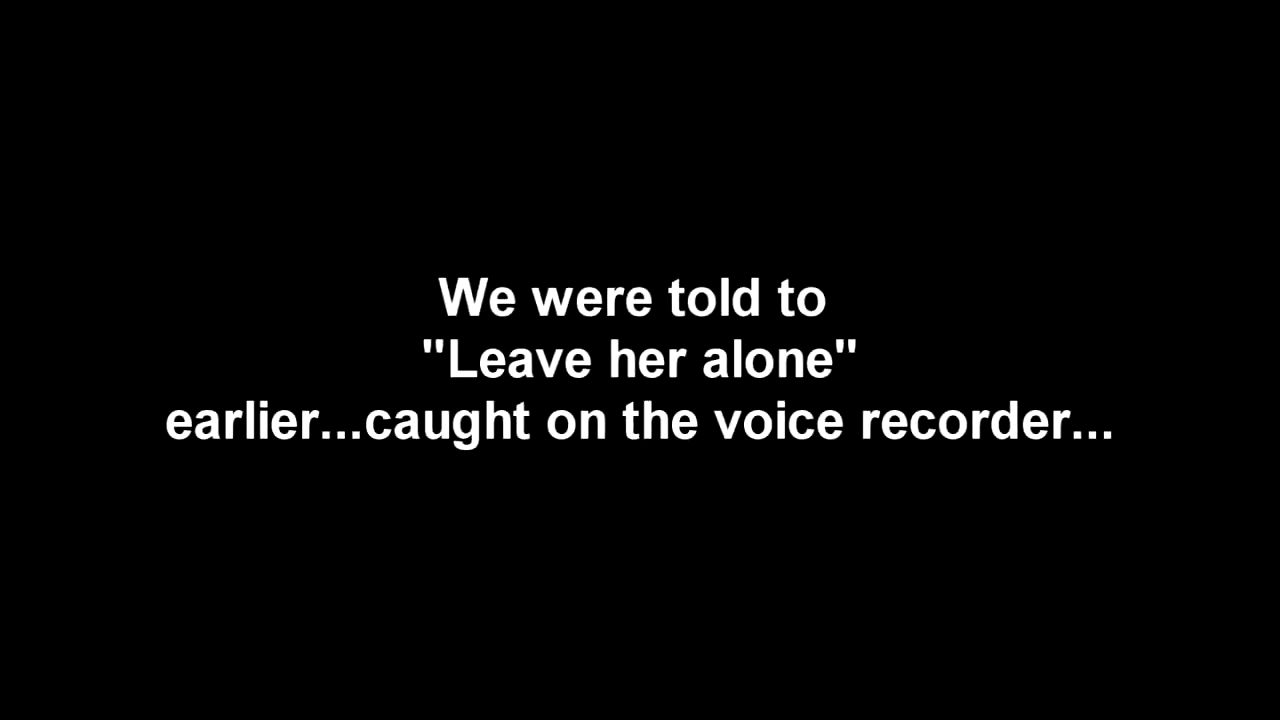 We were told to
"Leave her alone"
earlier...caught on the voice recorder...